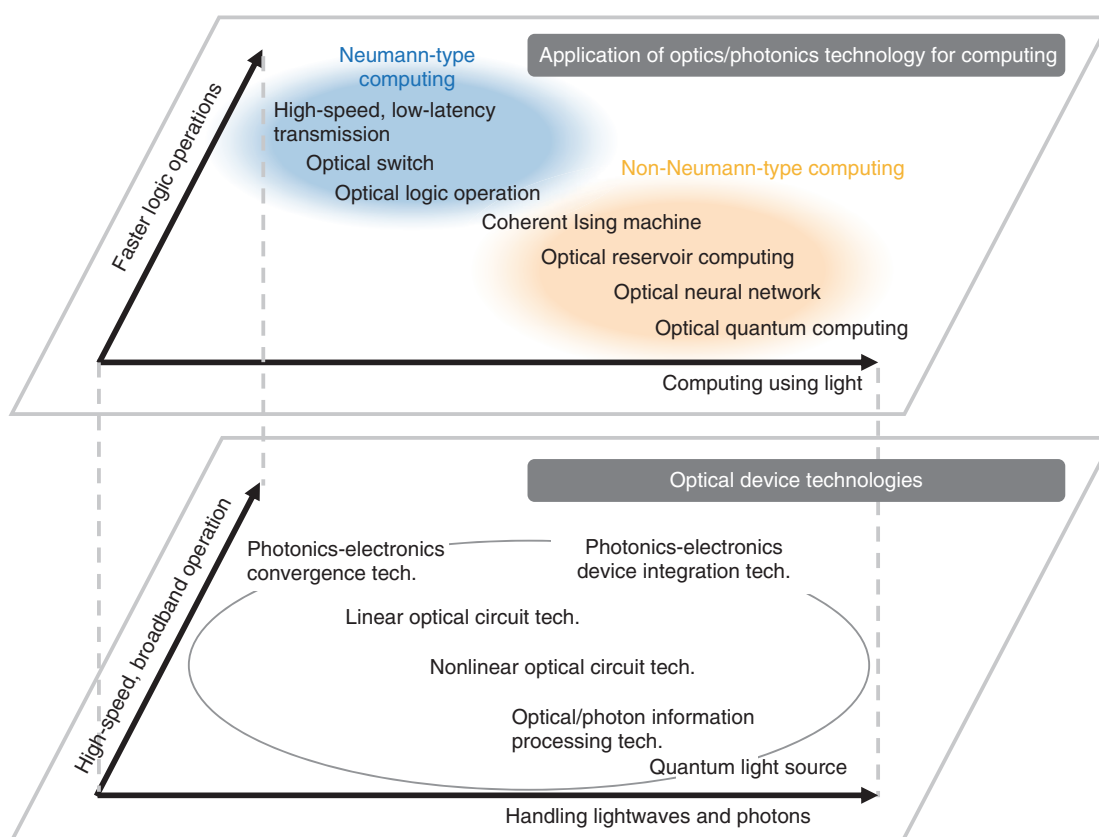 Application of optics/photonics technology for computing
Neumann-type
computing
High-speed, low-latency
transmission
Optical switch
Optical logic operation
Non-Neumann-type computing
Coherent Ising machine
Optical reservoir computing
Optical neural network
Optical quantum computing
Faster logic operations
Computing using light
Optical device technologies
Photonics-electronics
convergence tech.
Photonics-electronics
device integration tech.
Linear optical circuit tech.
Nonlinear optical circuit tech.
Optical/photon information
processing tech.
Quantum light source
High-speed, broadband operation
Handling lightwaves and photons